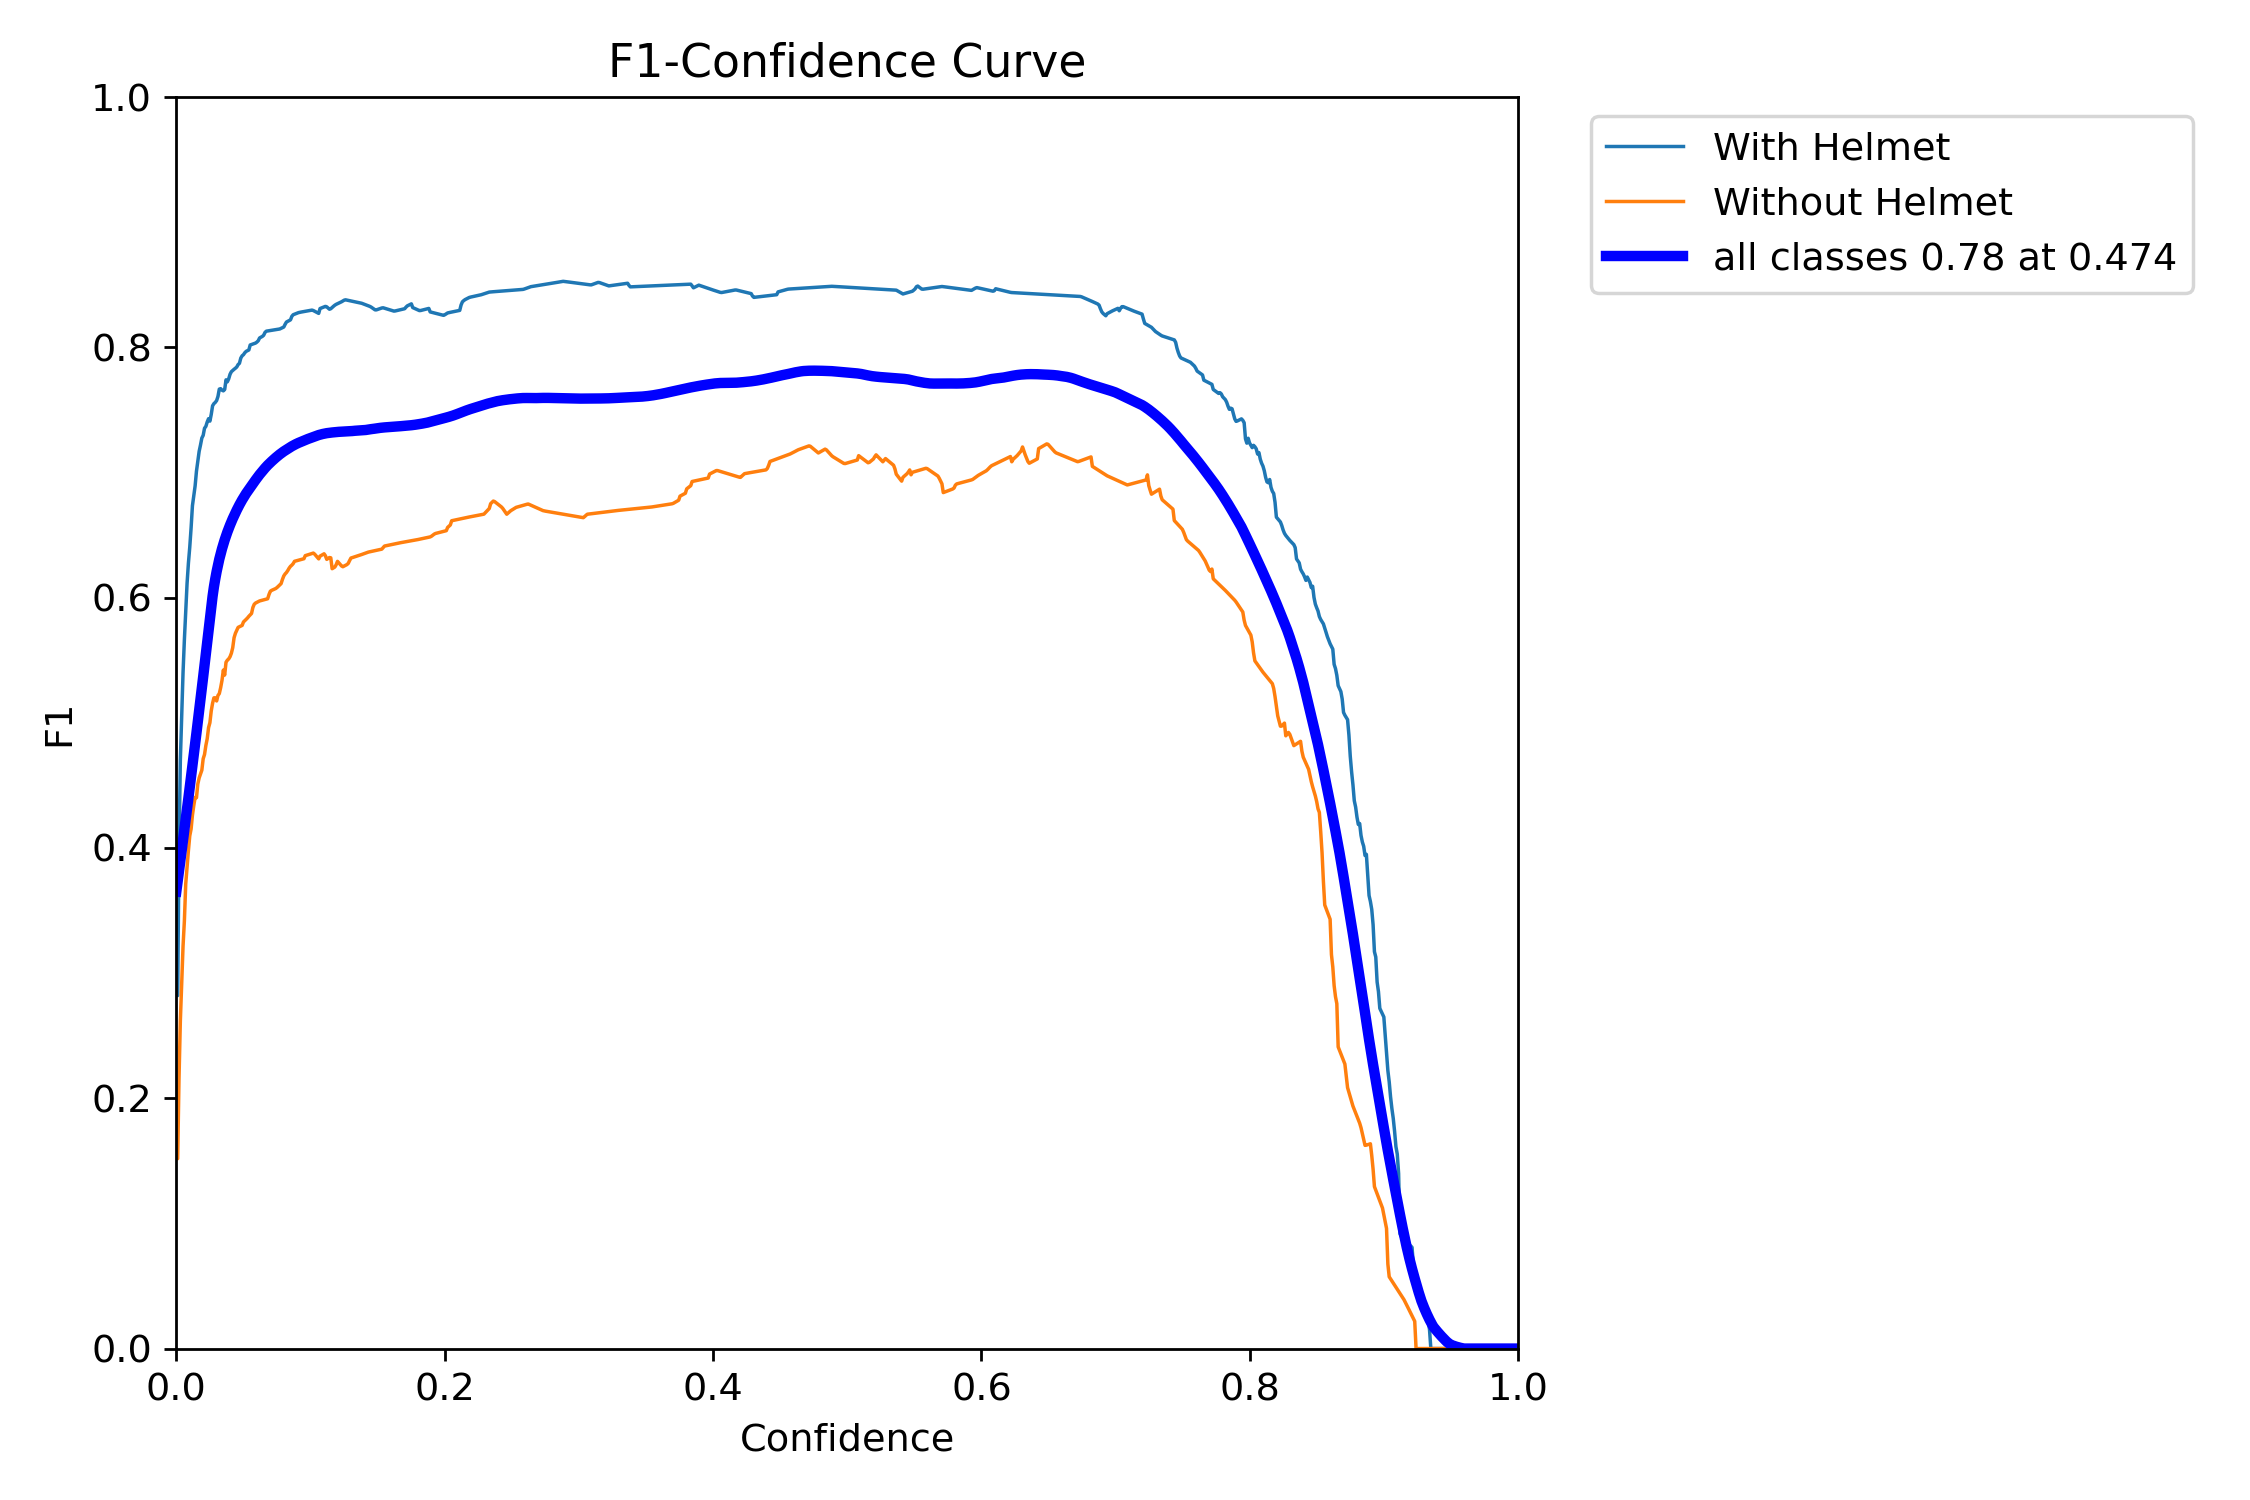 F1-Confidence Curve
1.0
0.8
0.6
0.4
0.2
0.0
F1
0.0 0.2 0.4 0.6 0.8 1.0
Confidence
With Helmet
Without Helmet
all classes 0.78 at 0.474